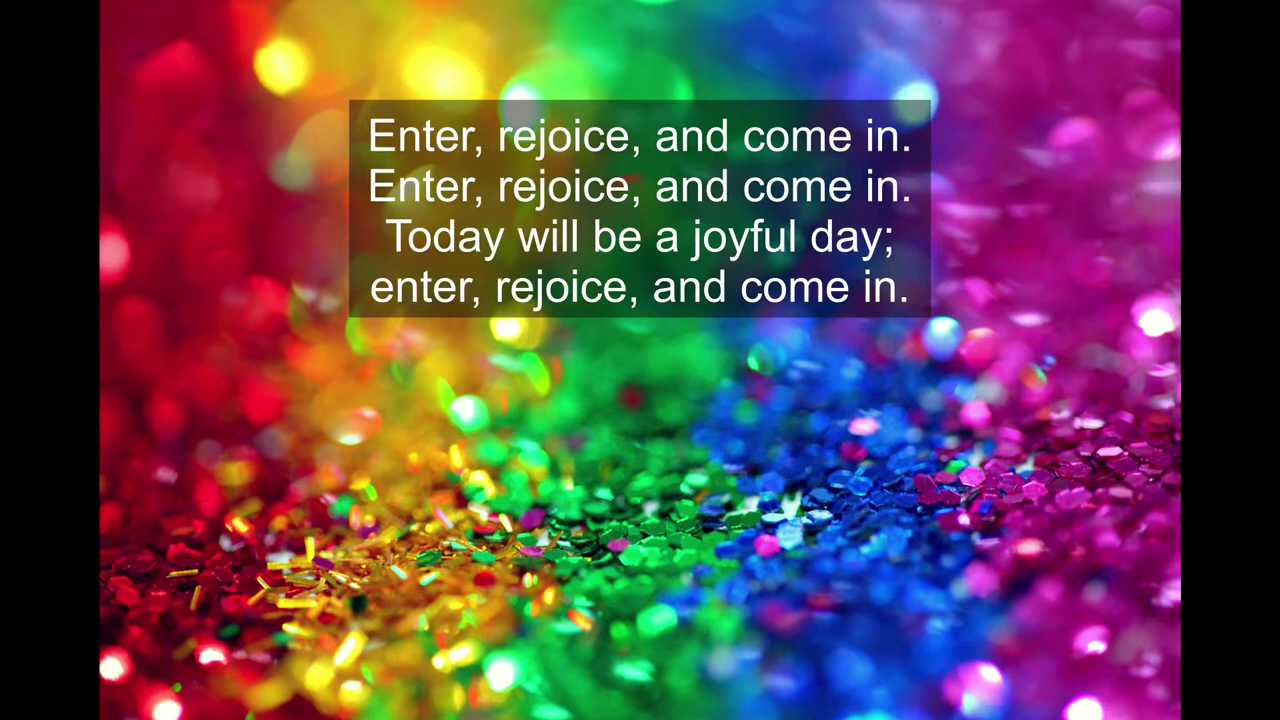 Enter, rejoice, and come in.
Enter, rejoice, and come in.
Today will be a joyful day;
enter, rejoice, and come in.